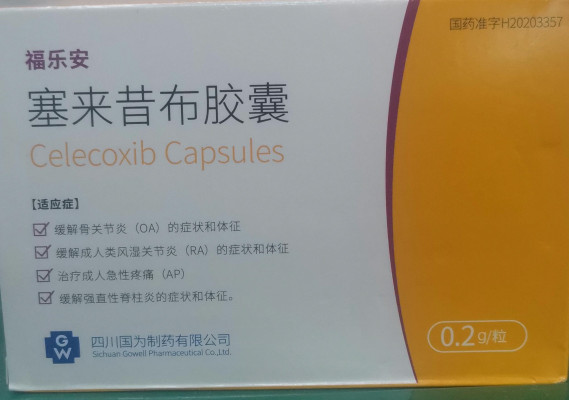 国药准字H20203357
福乐安
塞来昔布胶囊
Celecoxib Capsules
【适应症】
缓解骨关节炎（OA）的症状和体征
缓解成人类风湿关节炎（RA）的症状和体征
治疗成人急性疼痛（AP）
缓解强直性脊柱炎的症状和体征。
GW
四川国为制药有限公司
Sichuan Gowell Pharmaceutical Co.,Ltd.
0.2g/粒